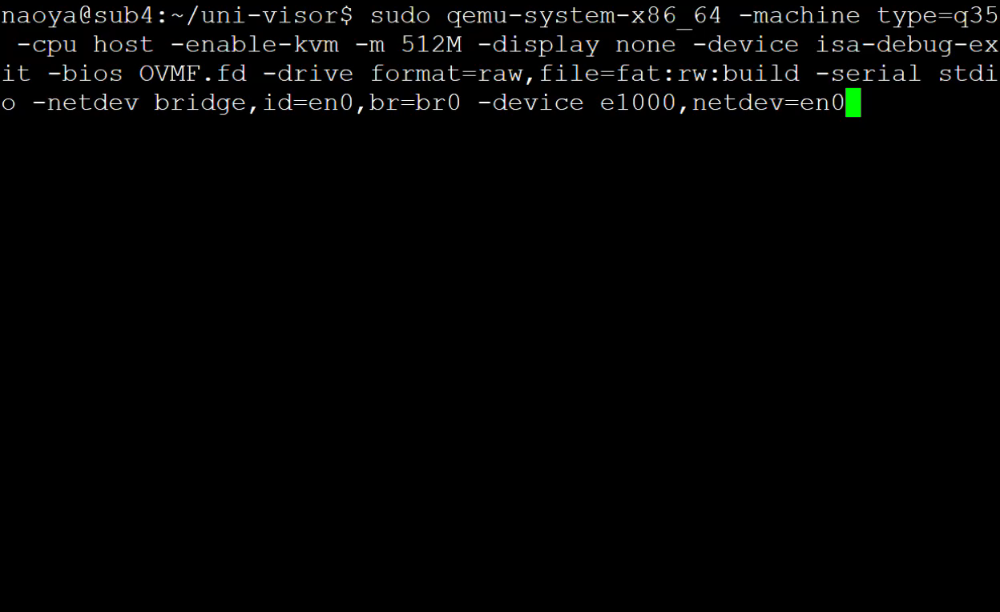 naoya@sub4:~/uni-visor$ sudo qemu-system-x86_64 -machine type=q35
 -cpu host -enable-kvm -m 512M -display none -device isa-debug-ex
it -bios OVMF.fd -drive format=raw,file=fat:rw:build -serial stdi
o -netdev bridge,id=en0,br=br0 -device e1000,netdev=en0